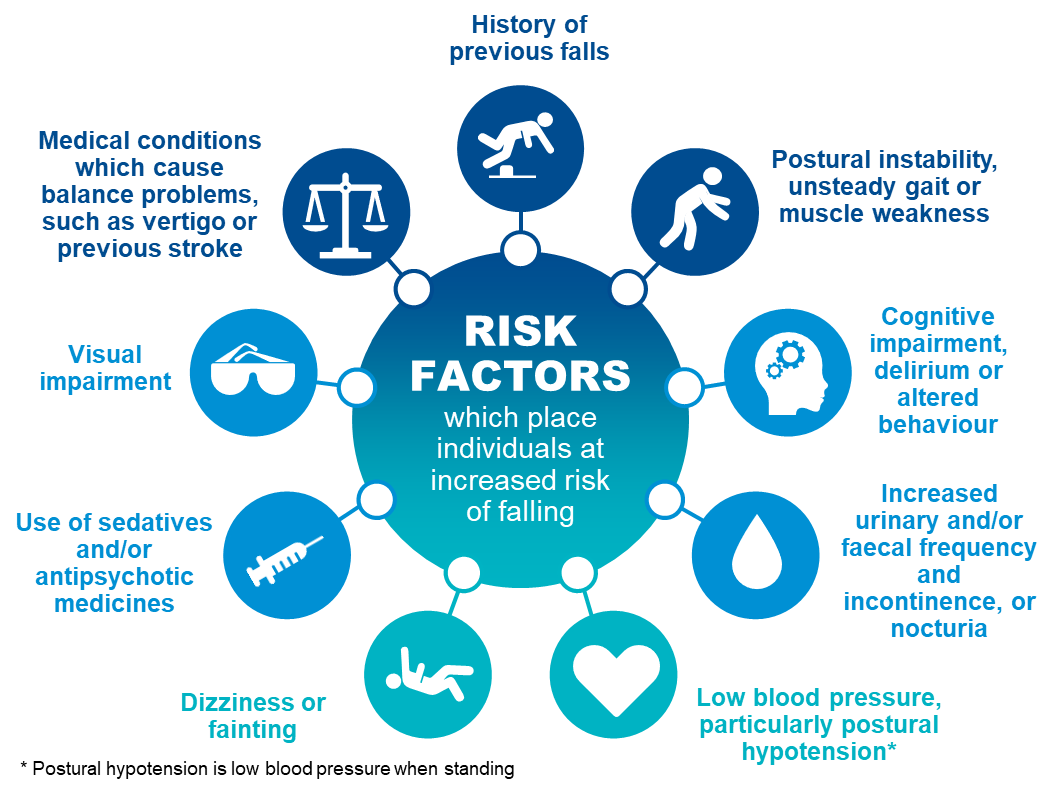 History of
previous falls
Medical conditions
which cause
balance problems,
such as vertigo or
previous stroke
Postural instability,
unsteady gait or
muscle weakness
RISK
FACTORS
which place
individuals at
increased risk
of falling
Visual
impairment
Cognitive
impairment,
delirium or
altered
behaviour
Use of sedatives
and/or
antipsychotic
medicines
Increased
urinary and/or
faecal frequency
and
incontinence, or
nocturia
Dizziness or
fainting
Low blood pressure,
particularly postural
hypotension*
* Postural hypotension is low blood pressure when standing